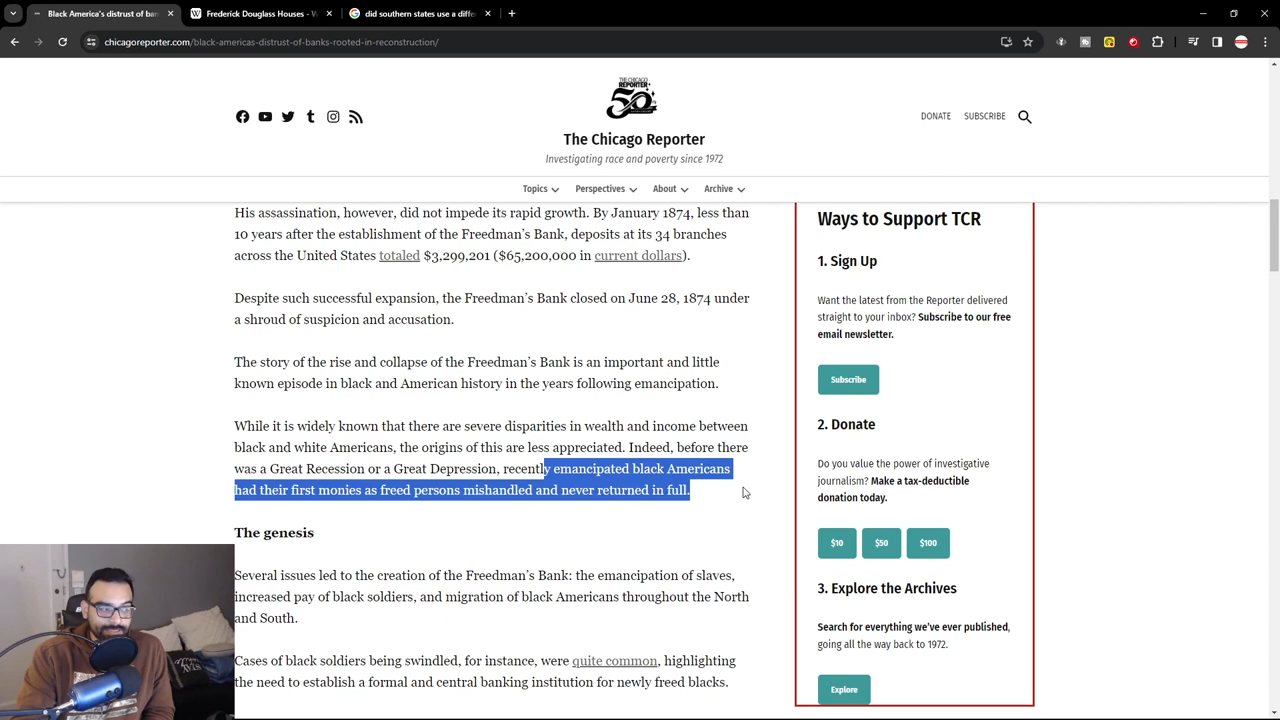 Black America's distrust of ban
Frederick Douglass Houses - W
did southern states use a diffe
chicagoreporter.com/black-americas-distrust-of-banks-rooted-in-reconstruction/
THE CHICAGO
REPORTER
50
The Chicago Reporter
Investigating race and poverty since 1972
DONATE
SUBSCRIBE
Topics
Perspectives
About
Archive
His assassination, however, did not impede its rapid growth. By January 1874, less than
10 years after the establishment of the Freedman's Bank, deposits at its 34 branches
across the United States totaled $3,299,201 ($65,200,000 in current dollars).
Despite such successful expansion, the Freedman's Bank closed on June 28, 1874 under
a shroud of suspicion and accusation.
The story of the rise and collapse of the Freedman's Bank is an important and little
known episode in black and American history in the years following emancipation.
While it is widely known that there are severe disparities in wealth and income between
black and white Americans, the origins of this are less appreciated. Indeed, before there
was a Great Recession or a Great Depression, recently emancipated black Americans
had their first monies as freed persons mishandled and never returned in full.
The genesis
Several issues led to the creation of the Freedman's Bank: the emancipation of slaves,
increased pay of black soldiers, and migration of black Americans throughout the North
and South.
Cases of black soldiers being swindled, for instance, were quite common, highlighting
the need to establish a formal and central banking institution for newly freed blacks.
Ways to Support TCR
1. Sign Up
Want the latest from the Reporter delivered
straight to your inbox? Subscribe to our free
email newsletter.
Subscribe
2. Donate
Do you value the power of investigative
journalism? Make a tax-deductible
donation today.
$10
$50
$100
3. Explore the Archives
Search for everything we've ever published,
going all the way back to 1972.
Explore